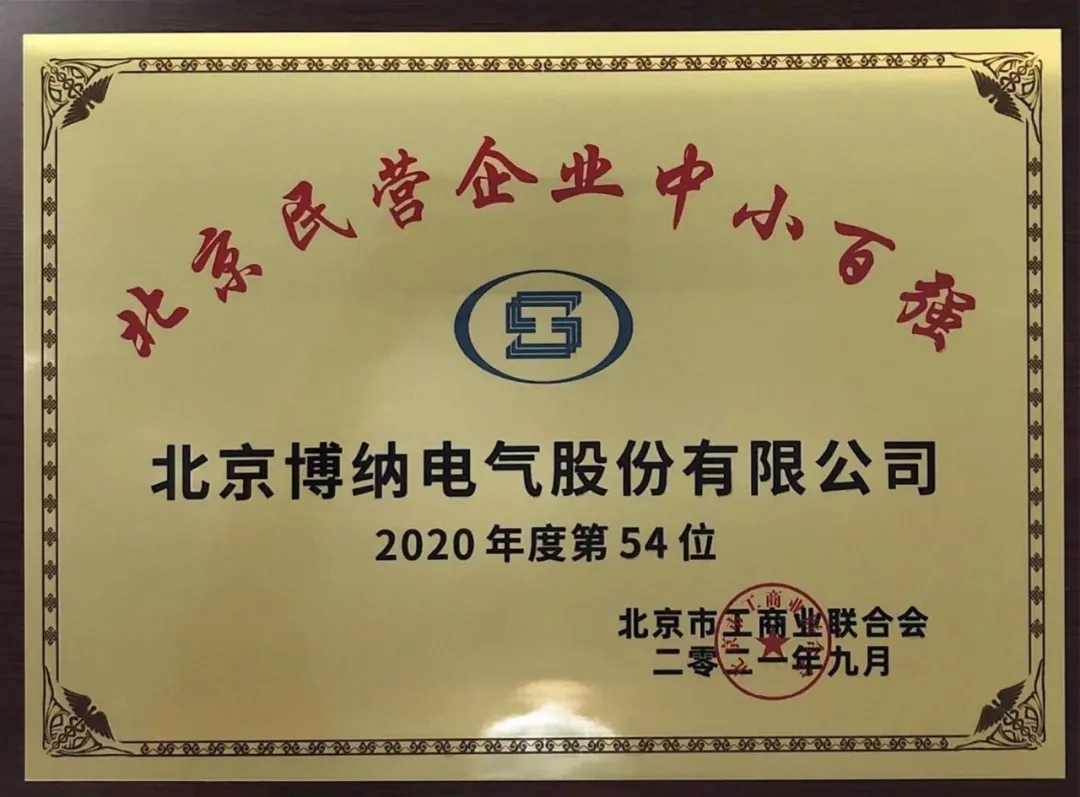 北京民营企业中小百强
北京博纳电气股份有限公司
2020年度第54位
北京市工商业联合会
二零二一年九月